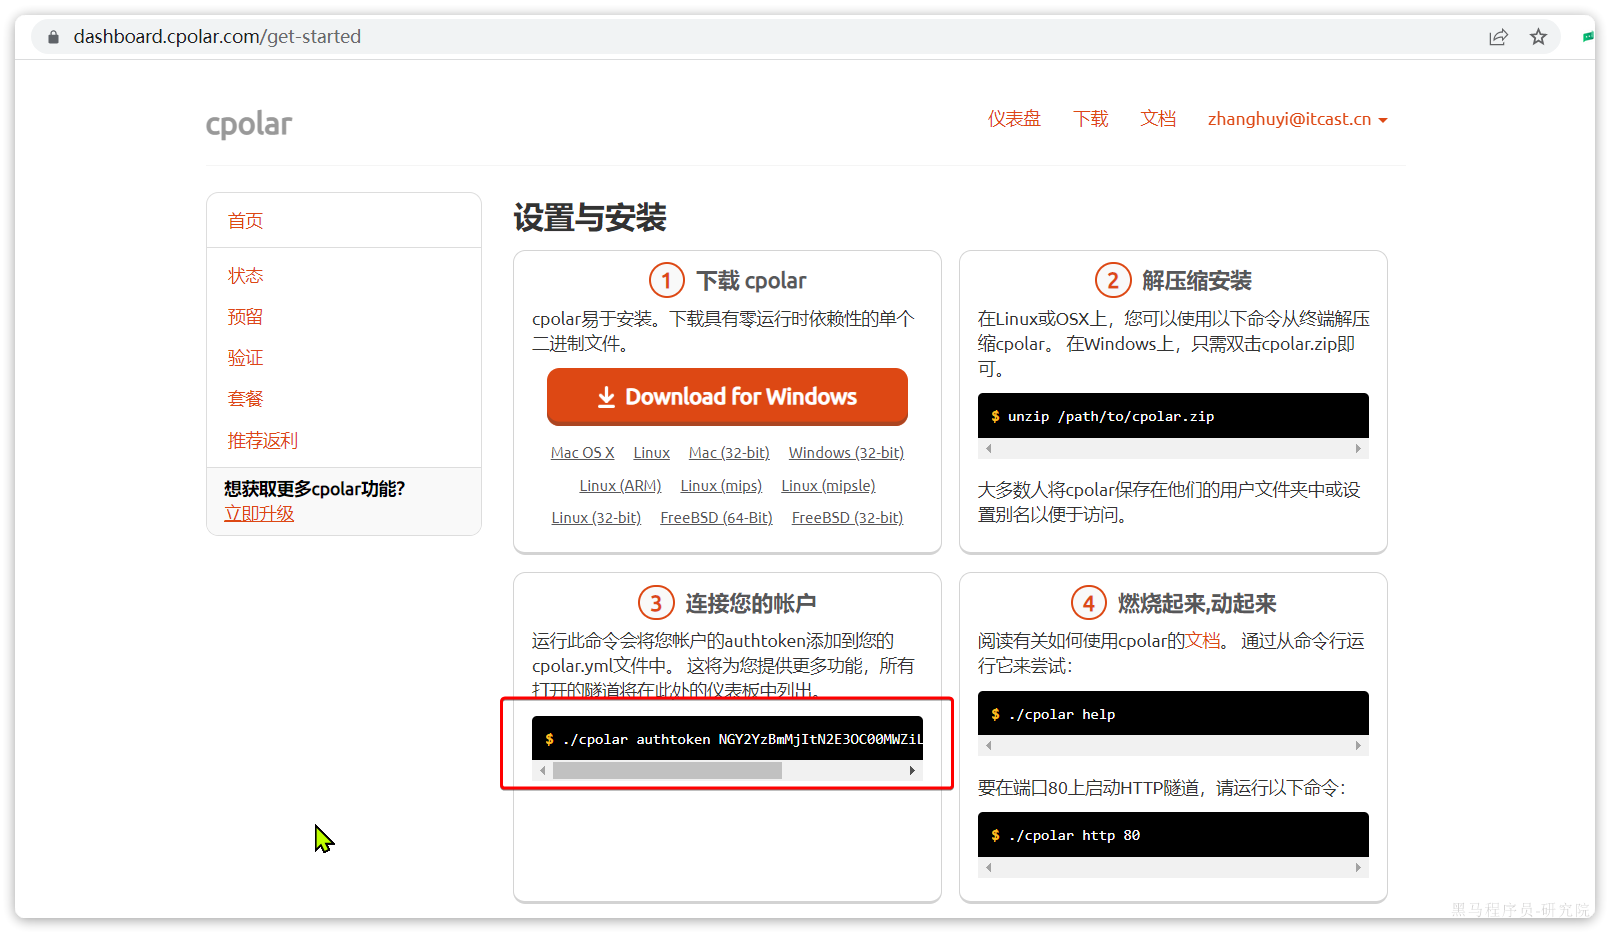 dashboard.cpolar.com/get-started
cpolar
仪表盘 下载 文档 zhanghuyi@itcast.cn
首页
状态
预留
验证
套餐
推荐返利
想获取更多cpolar功能?
立即升级
设置与安装
1 下载 cpolar
cpolar易于安装。下载具有零运行时依赖性的单个
二进制文件。
Download for Windows
Mac OS X Linux Mac (32-bit) Windows (32-bit)
Linux (ARM) Linux (mips) Linux (mipsle)
Linux (32-bit) FreeBSD (64-Bit) FreeBSD (32-bit)
2 解压缩安装
在Linux或OSX上，您可以使用以下命令从终端解压
缩cpolar。 在Windows上，只需双击cpolar.zip即
可。
$ unzip /path/to/cpolar.zip
大多数人将cpolar保存在他们的用户文件夹中或设
置别名以便于访问。
3 连接您的帐户
运行此命令会将您帐户的authtoken添加到您的
cpolar.yml文件中。 这将为您提供更多功能，所有
打开的隧道将在此处的仪表板中列出。
$ ./cpolar authtoken NGY2YzBmMjItN2E3OC00MWZiL
4 燃烧起来,动起来
阅读有关如何使用cpolar的文档。 通过从命令行运
行它来尝试：
$ ./cpolar help
要在端口80上启动HTTP隧道，请运行以下命令：
$ ./cpolar http 80
黑马程序员-研究院